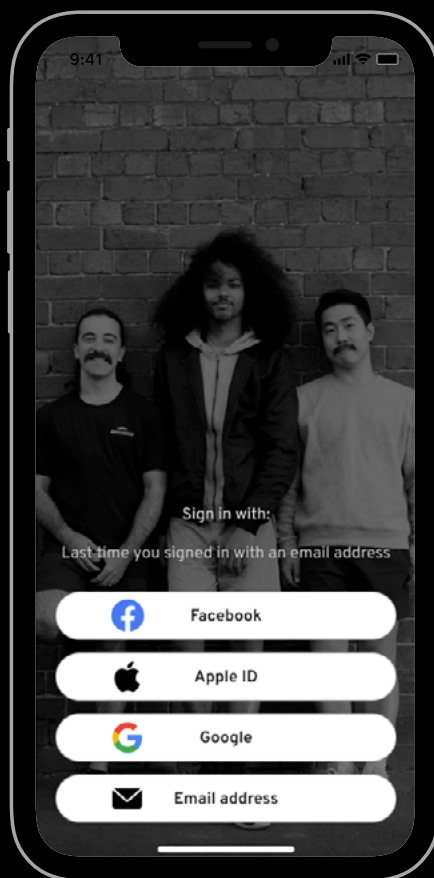 9:41
Sign in with:
Last time you signed in with an email address
Facebook
Apple ID
Google
Email address